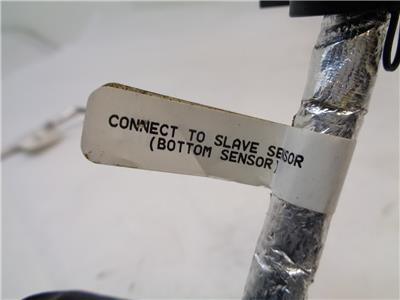 CONNECT TO SLAVE SENSOR
(BOTTOM SENSOR)